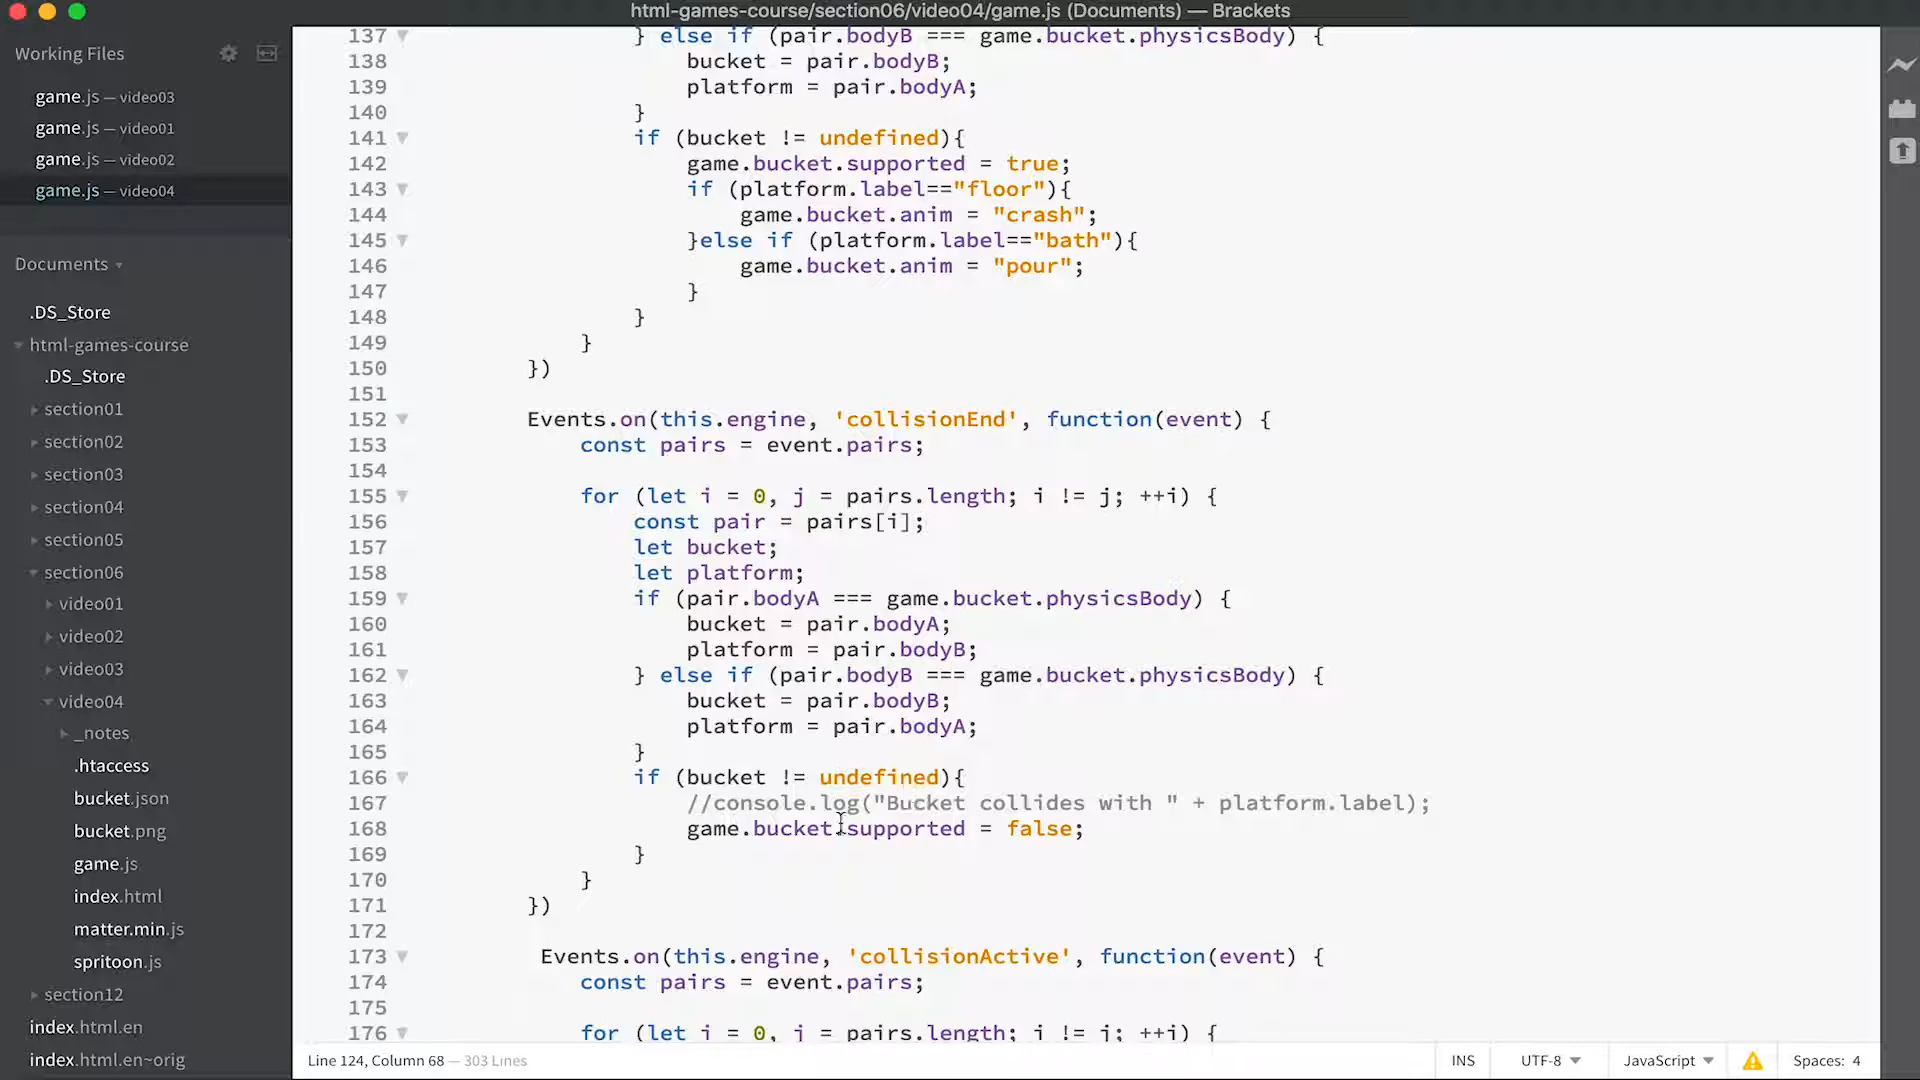 html-games-course/section06/video04/game.js (Documents) — Brackets
Working Files
game.js — video03
game.js — video01
game.js — video02
game.js — video04
Documents
.DS_Store
html-games-course
.DS_Store
section01
section02
section03
section04
section05
section06
video01
video02
video03
video04
_notes
.htaccess
bucket.json
bucket.png
game.js
index.html
matter.min.js
spritoon.js
section12
index.html.en
index.html.en~orig
137 } else if (pair.bodyB === game.bucket.physicsBody) {
138 bucket = pair.bodyB;
139 platform = pair.bodyA;
140 }
141 if (bucket != undefined){
142 game.bucket.supported = true;
143 if (platform.label=="floor"){
144 game.bucket.anim = "crash";
145 }else if (platform.label=="bath"){
146 game.bucket.anim = "pour";
147 }
148 }
149 }
150 })
151
152 Events.on(this.engine, 'collisionEnd', function(event) {
153 const pairs = event.pairs;
154
155 for (let i = 0, j = pairs.length; i != j; ++i) {
156 const pair = pairs[i];
157 let bucket;
158 let platform;
159 if (pair.bodyA === game.bucket.physicsBody) {
160 bucket = pair.bodyA;
161 platform = pair.bodyB;
162 } else if (pair.bodyB === game.bucket.physicsBody) {
163 bucket = pair.bodyB;
164 platform = pair.bodyA;
165 }
166 if (bucket != undefined){
167 //console.log("Bucket collides with " + platform.label);
168 game.bucket.supported = false;
169 }
170 }
171 })
172
173 Events.on(this.engine, 'collisionActive', function(event) {
174 const pairs = event.pairs;
175
176 for (let i = 0, j = pairs.length; i != j; ++i) {
Line 124, Column 68 — 303 Lines
INS
UTF-8
JavaScript
Spaces: 4